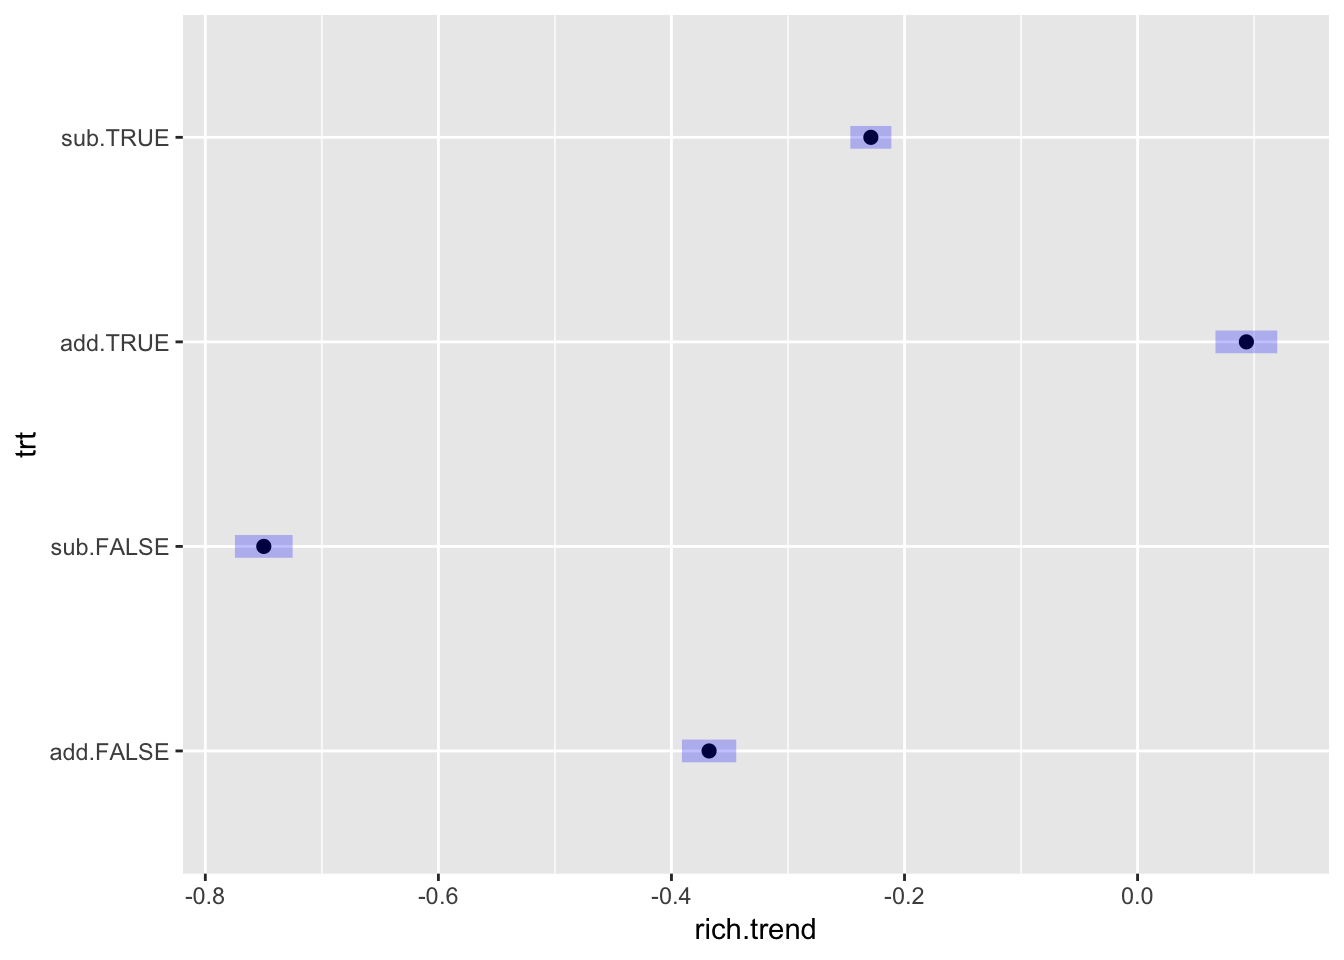 sub.TRUE
add.TRUE
trt
sub.FALSE
add.FALSE
-0.8 -0.6 -0.4 -0.2 0.0
rich.trend